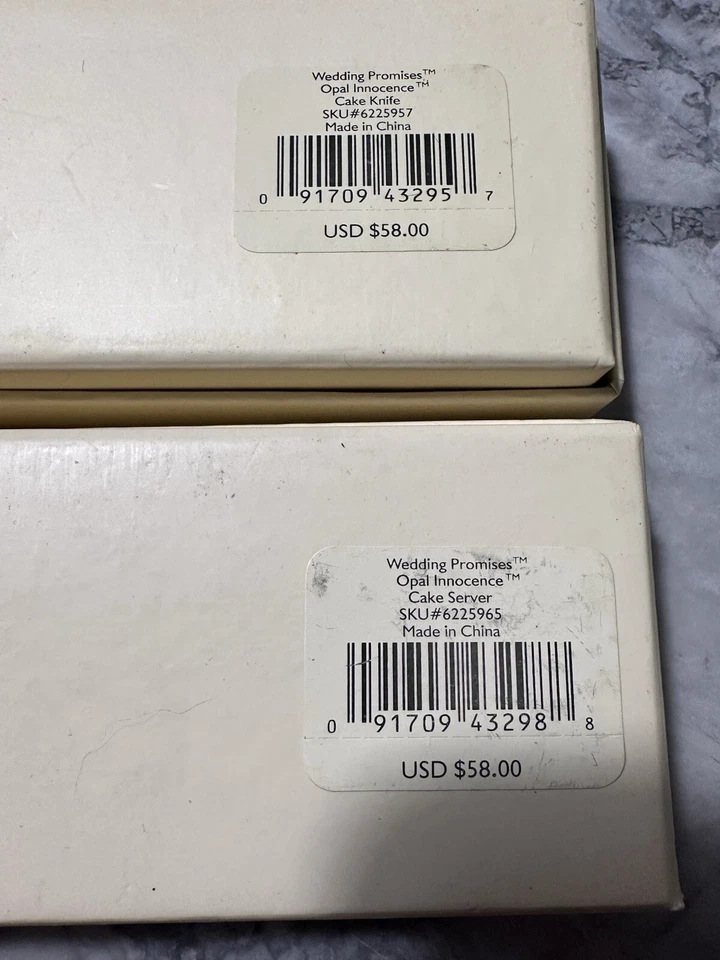 Wedding Promises™
Opal Innocence™
Cake Knife
SKU#6225957
Made in China
0 91709 43295 7
USD $58.00
Wedding Promises™
Opal Innocence™
Cake Server
SKU#6225965
Made in China
0 91709 43298 8
USD $58.00